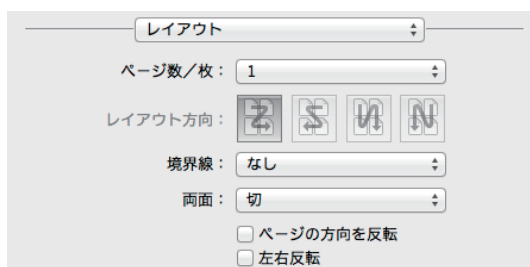 レイアウト
ページ数／枚： 1
レイアウト方向：
境界線： なし
両面： 切
ページの方向を反転
左右反転